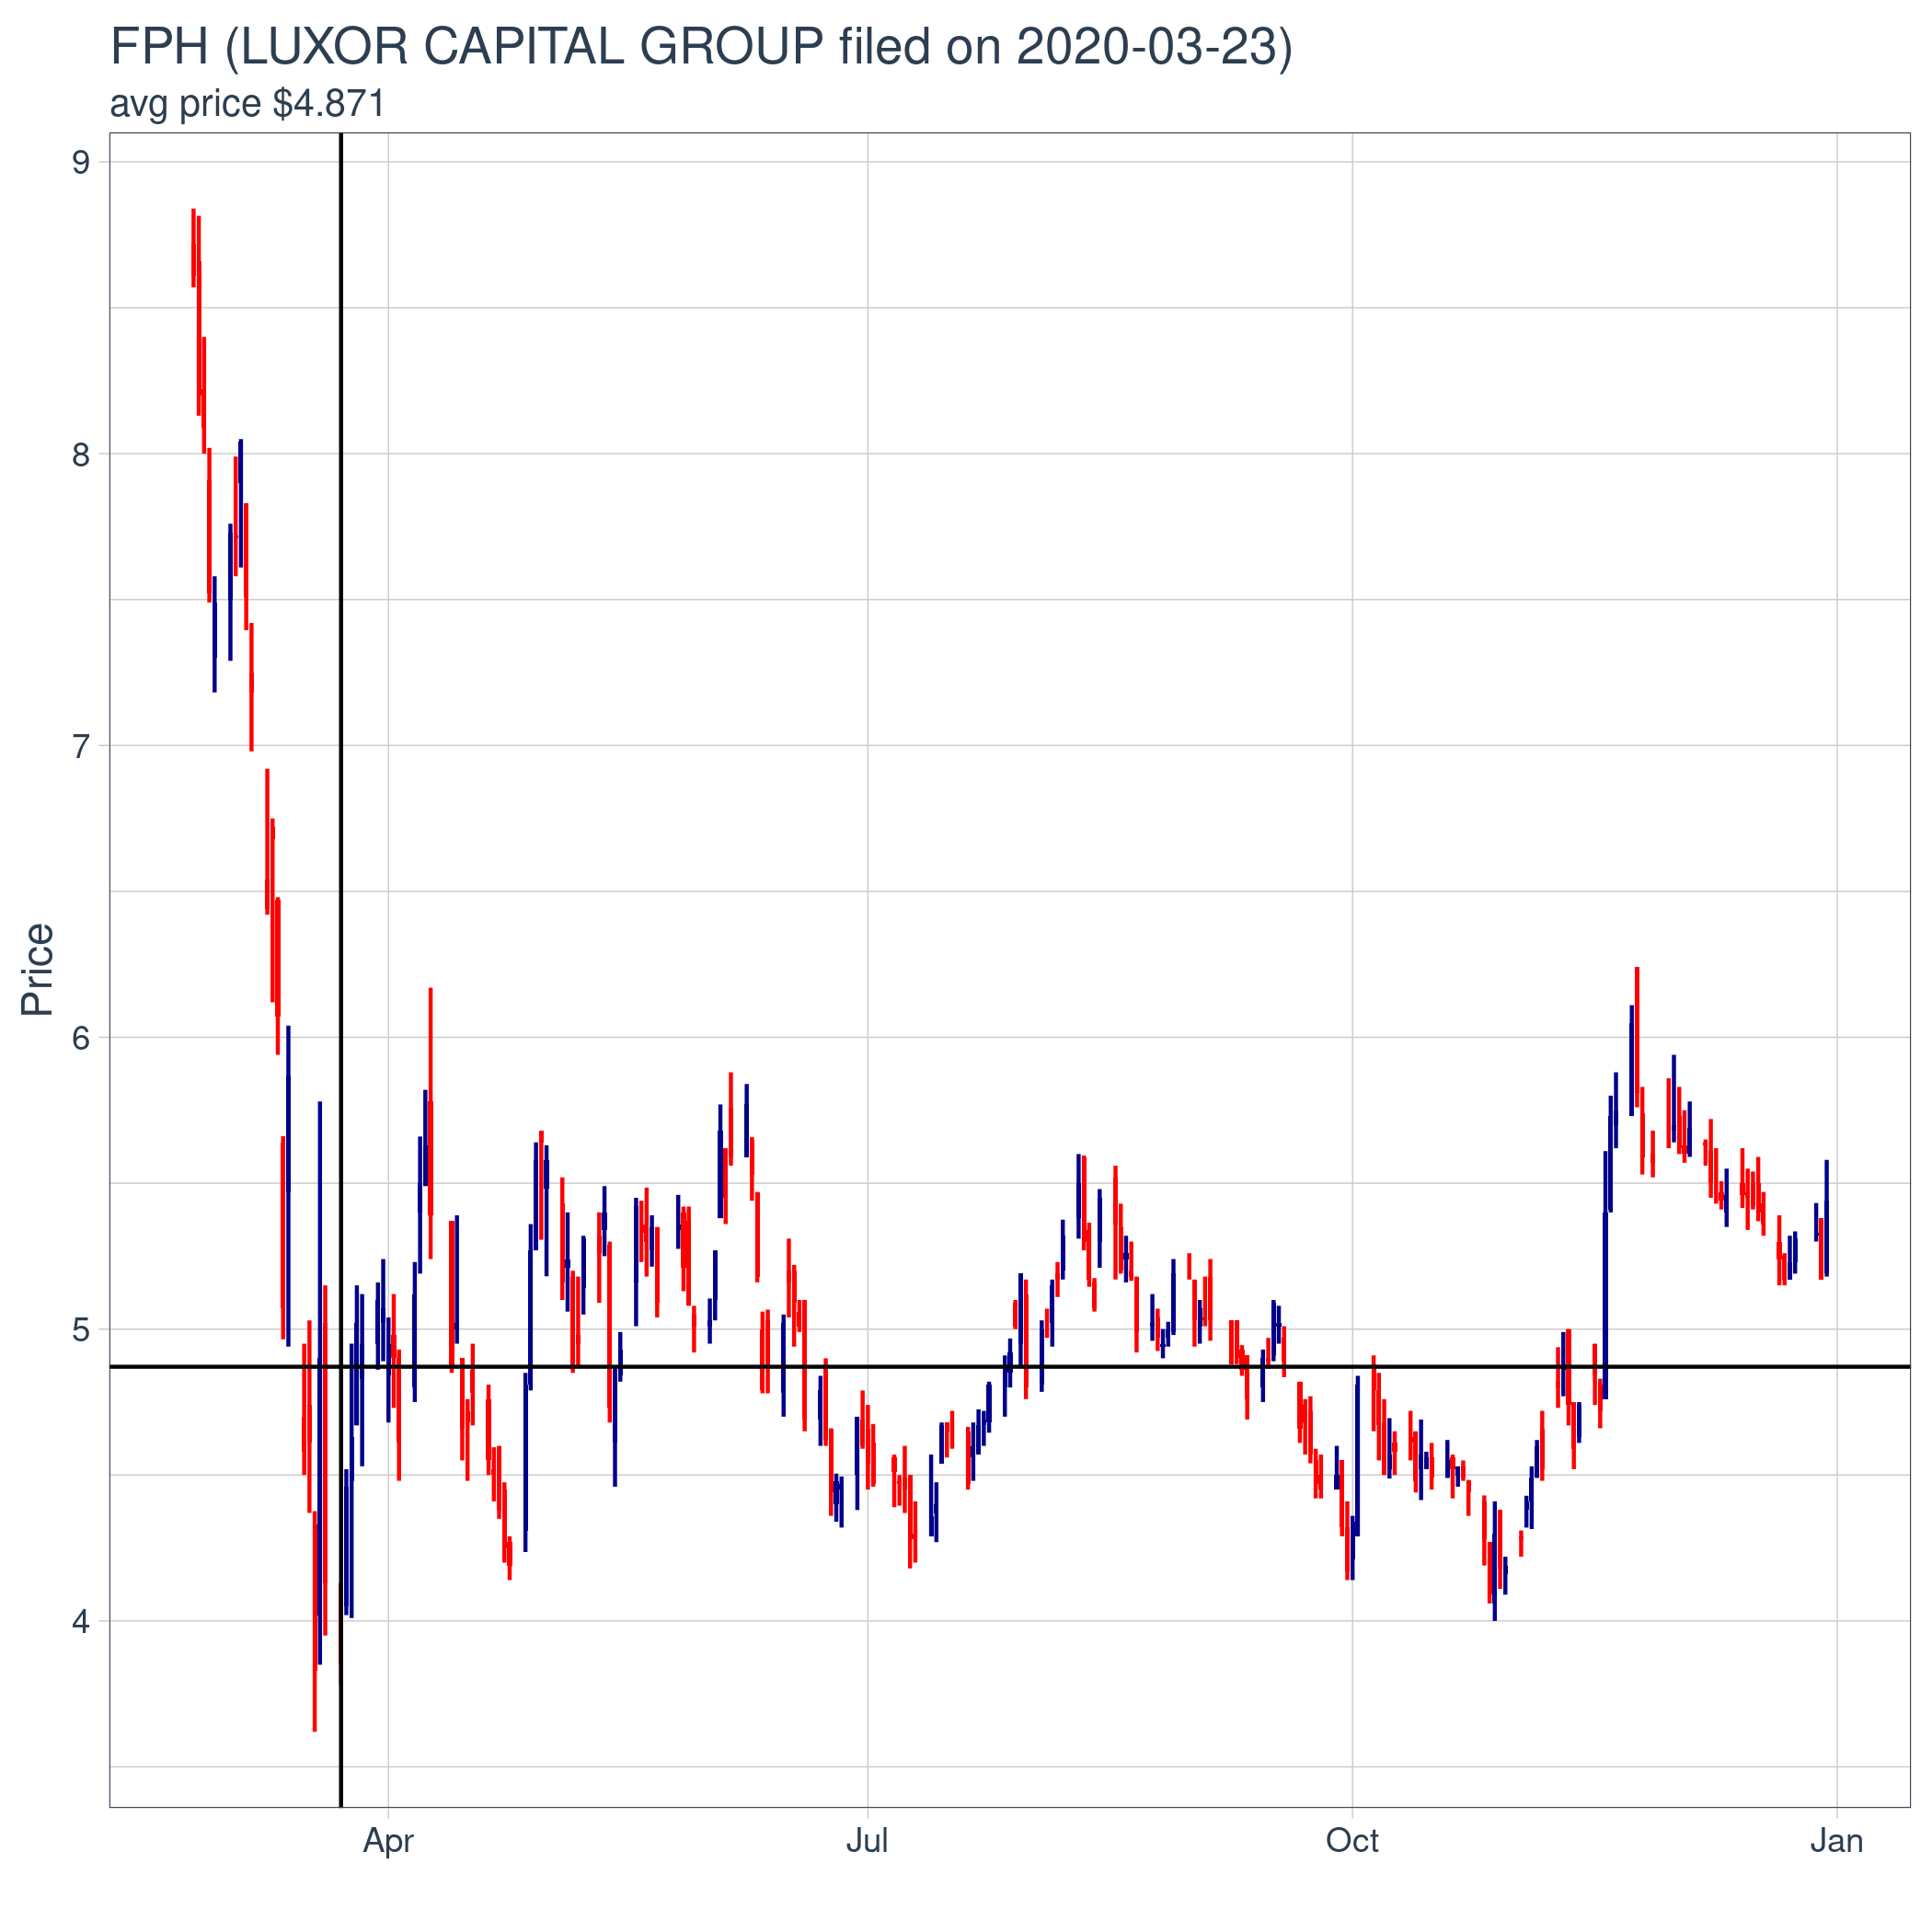 FPH (LUXOR CAPITAL GROUP filed on 2020-03-23)
avg price $4.871
9
8
7
6
5
4
Price
Apr
Jul
Oct
Jan